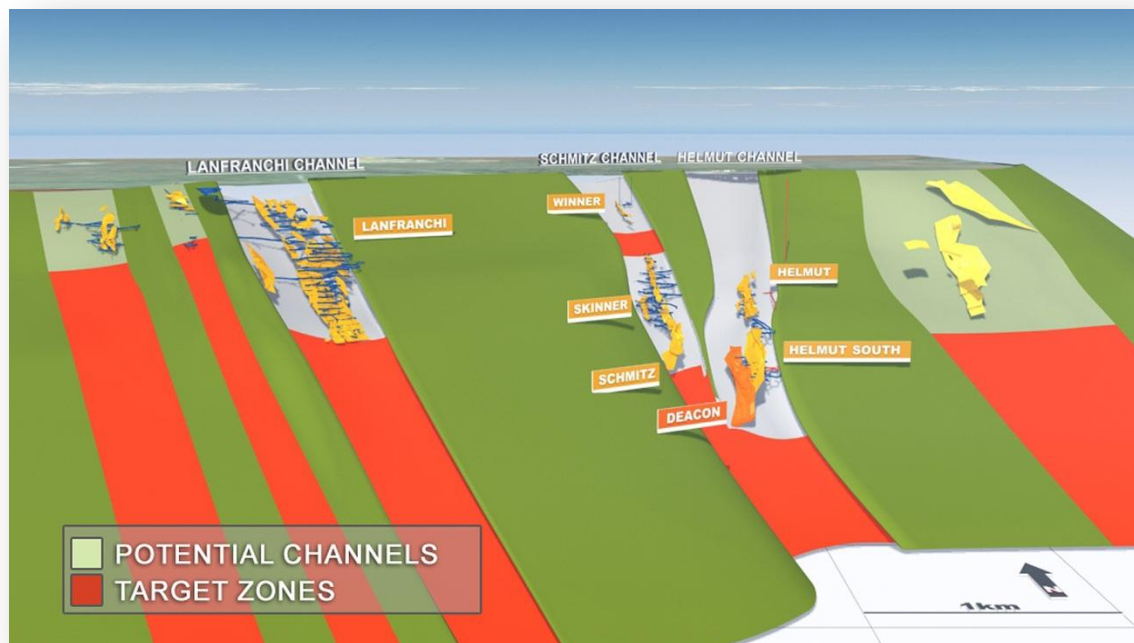 LANFRANCHI CHANNEL
SCHMITZ CHANNEL
HELMUT CHANNEL
WINNER
LANFRANCHI
HELMUT
SKINNER
HELMUT SOUTH
SCHMITZ
DEACON
POTENTIAL CHANNELS
TARGET ZONES
1km
N